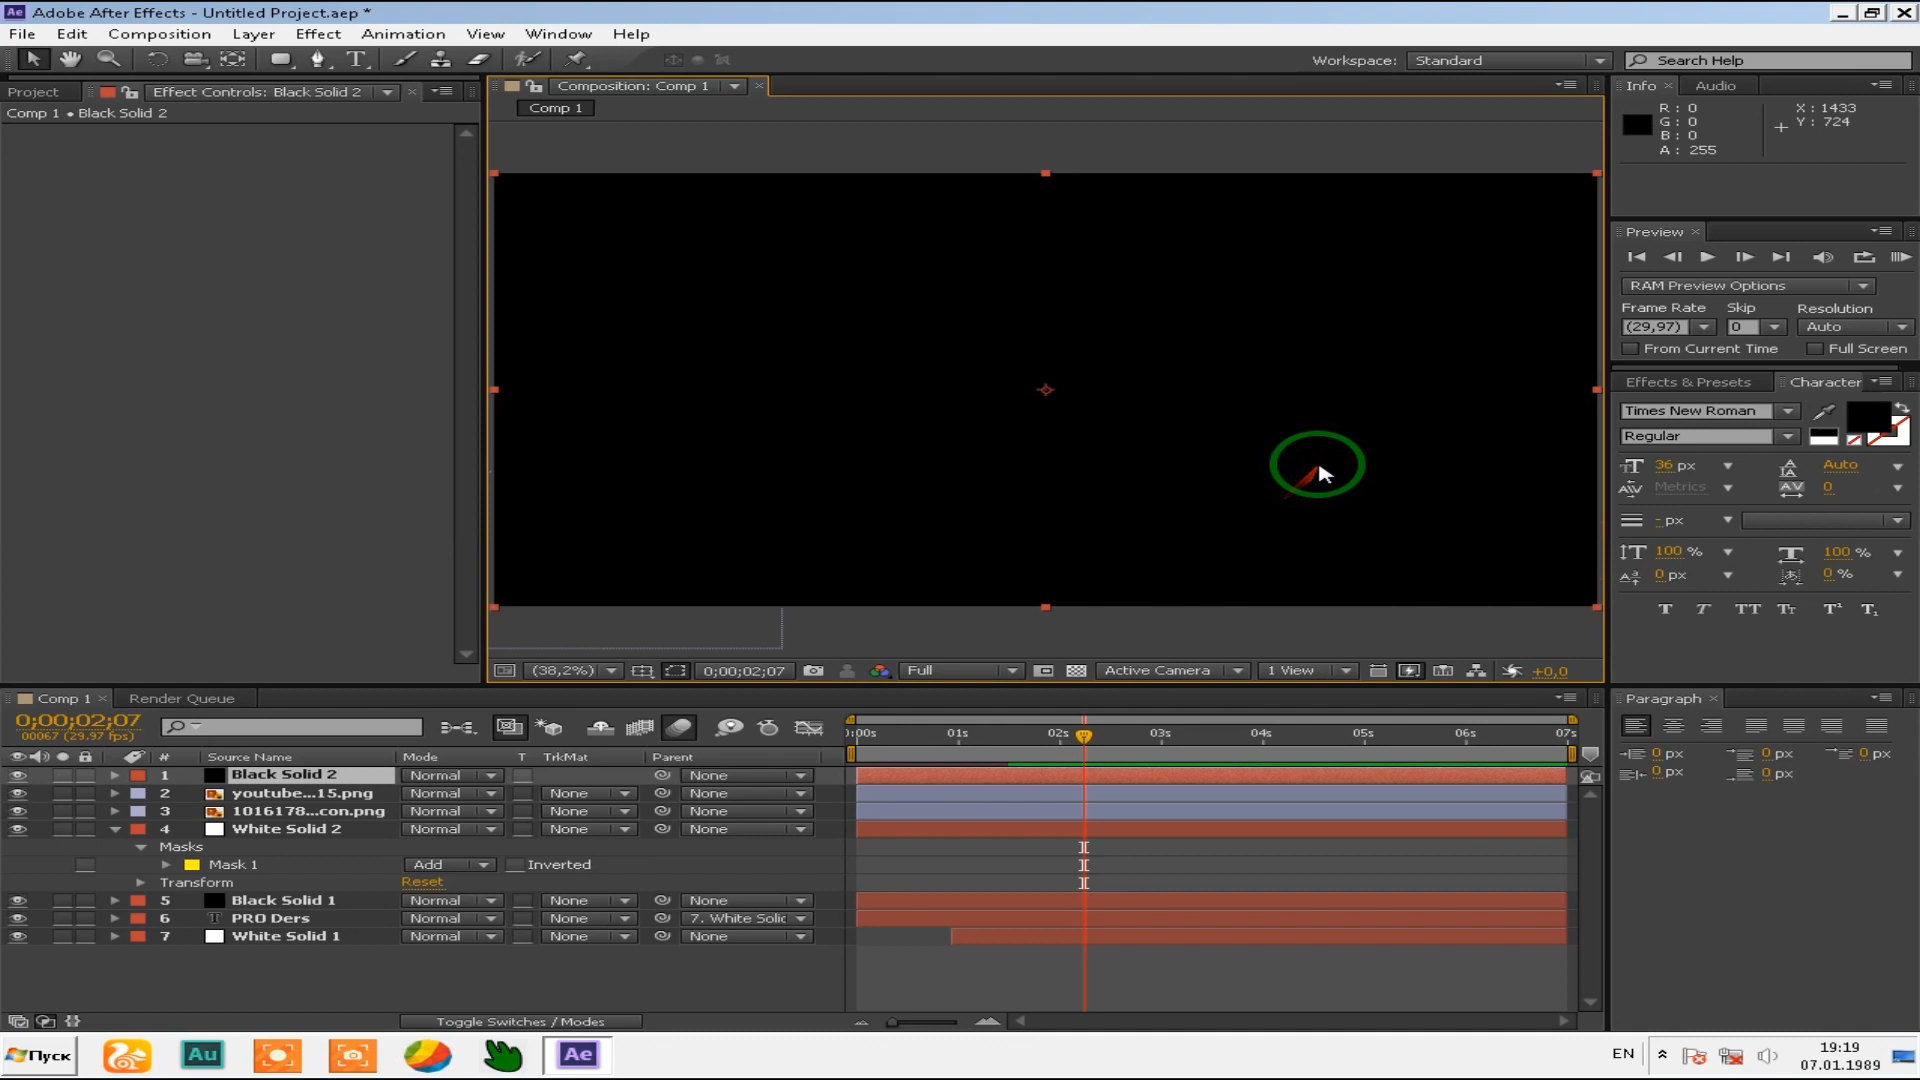 Ae Adobe After Effects - Untitled Project.aep *
File Edit Composition Layer Effect Animation View Window Help
T Workspace: Standard Search Help
Project Effect Controls: Black Solid 2
Comp 1 • Black Solid 2
Composition: Comp 1
Comp 1
Info Audio
R : 0 X : 1433
G : 0 Y : 724
B : 0
A : 255
Preview
RAM Preview Options
Frame Rate Skip Resolution
(29,97) 0 Auto
From Current Time Full Screen
Effects & Presets Character
Times New Roman
Regular
36 px Auto
Metrics 0
- px
100 % 100 %
0 px 0 %
T T TT Tt T¹ T₁
(38,2%) 0;00;02;07 Full Active Camera 1 View +0,0
Comp 1 Render Queue
0;00;02;07
00067 (29.97 fps)
):00s 01s 02s 03s 04s 05s 06s 07s
# Source Name Mode T TrkMat Parent
1 Black Solid 2 Normal None
2 youtube...15.png Normal None None
3 1016178...con.png Normal None None
4 White Solid 2 Normal None None
Masks
Mask 1 Add Inverted
Transform Reset
5 Black Solid 1 Normal None None
6 T PRO Ders Normal None 7. White Solic
7 White Solid 1 Normal None None
Toggle Switches / Modes
Paragraph
0 px 0 px 0 px
0 px 0 px
Пуск Au Ae EN 19:19
07.01.1989